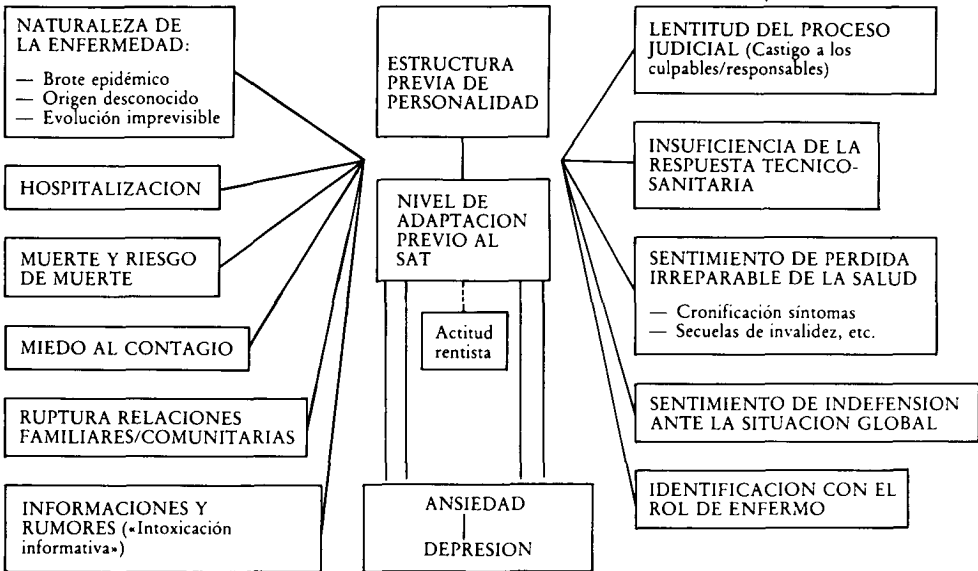 NATURALEZA DE
LA ENFERMEDAD:
— Brote epidémico
— Origen desconocido
— Evolución imprevisible
HOSPITALIZACION
MUERTE Y RIESGO
DE MUERTE
MIEDO AL CONTAGIO
RUPTURA RELACIONES
FAMILIARES/COMUNITARIAS
INFORMACIONES Y
RUMORES («Intoxicación
informativa»)
ESTRUCTURA
PREVIA DE
PERSONALIDAD
NIVEL DE
ADAPTACION
PREVIO AL
SAT
Actitud
rentista
ANSIEDAD
DEPRESION
LENTITUD DEL PROCESO
JUDICIAL (Castigo a los
culpables/responsables)
INSUFICIENCIA DE LA
RESPUESTA TECNICO-
SANITARIA
SENTIMIENTO DE PERDIDA
IRREPARABLE DE LA SALUD
— Cronificación síntomas
— Secuelas de invalidez, etc.
SENTIMIENTO DE INDEFENSION
ANTE LA SITUACION GLOBAL
IDENTIFICACION CON EL
ROL DE ENFERMO